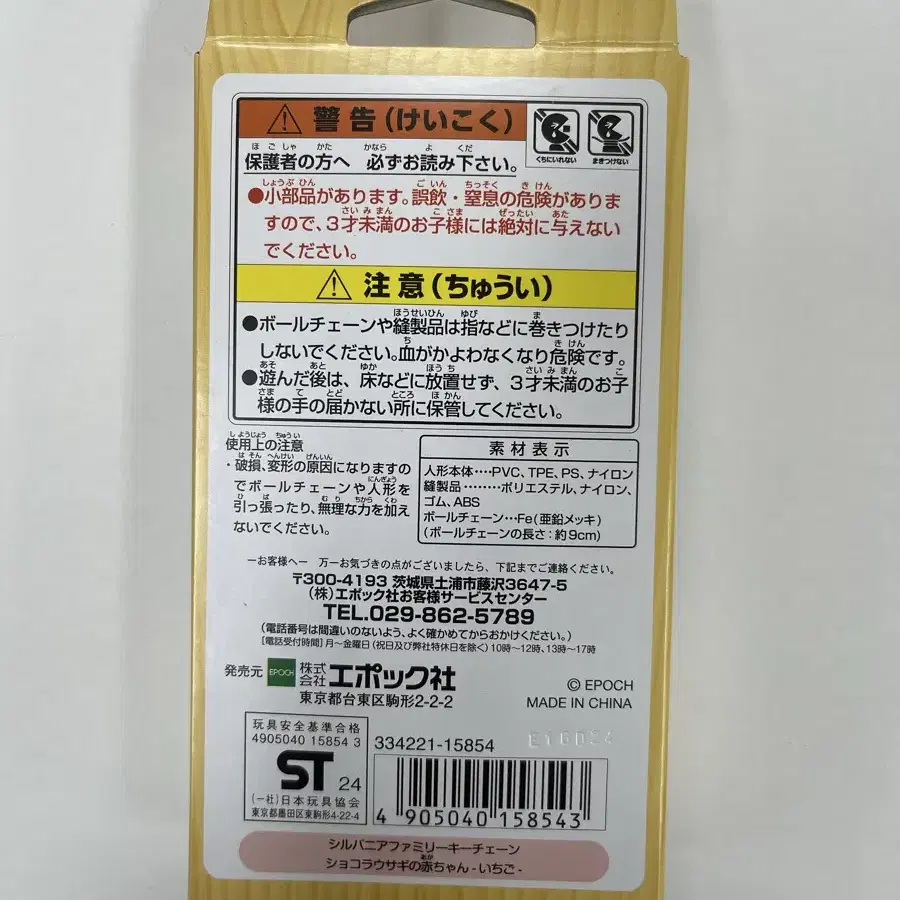 警告(けいこく)
くちにいれない
まきつけない
保護者の方へ 必ずお読み下さい。
●小部品があります。誤飲・窒息の危険がありま
すので、3才未満のお子様には絶対に与えない
でください。
注意(ちゅうい)
●ボールチェーンや縫製品は指などに巻きつけたり
しないでください。血がかよわなくなり危険です。
●遊んだ後は、床などに放置せず、3才未満のお子
様の手の届かない所に保管してください。
使用上の注意
・破損、変形の原因になりますの
でボールチェーンや人形を
引っ張ったり、無理な力を加え
ないでください。
素材表示
人形本体‥‥PVC、TPE、PS、ナイロン
縫製品‥‥‥‥ポリエステル、ナイロン、
ゴム、ABS
ボールチェーン‥‥Fe(亜鉛メッキ)
(ボールチェーンの長さ:約9cm)
ーお客様へー 万一お気づきの点がございましたら、下記までご連絡ください。
〒300-4193 茨城県土浦市藤沢3647-5
(株)エポック社お客様サービスセンター
TEL.029-862-5789
(電話番号は間違いのないよう、よく確かめてからおかけください。)
[電話受付時間]月〜金曜日(祝日及び弊社特休日を除く)10時〜12時、13時〜17時
発売元 EPOCH 株式会社 エポック社
東京都台東区駒形2-2-2
© EPOCH
MADE IN CHINA
玩具安全基準合格
4905040 15854 3
ST 24
(一社)日本玩具協会
東京都墨田区東駒形4-22-4
334221-15854
4 905040 158543
シルバニアファミリーキーチェーン
ショコラウサギの赤ちゃん -いちご-